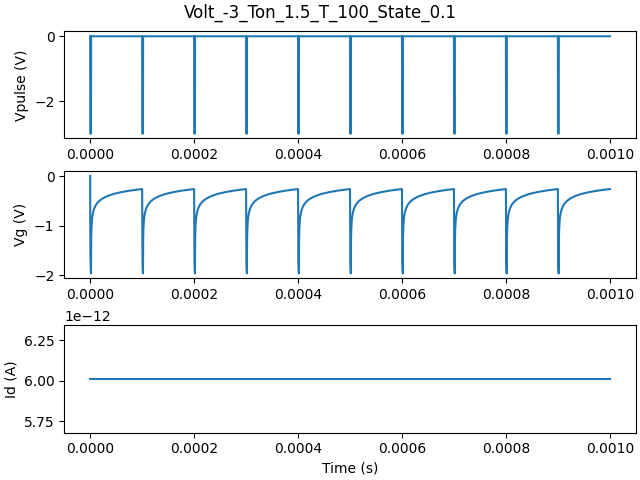 Volt_-3_Ton_1.5_T_100_State_0.1
Vpulse (V)
0
−2
0.0000 0.0002 0.0004 0.0006 0.0008 0.0010
Vg (V)
0
−1
−2
0.0000 0.0002 0.0004 0.0006 0.0008 0.0010
1e−12
Id (A)
6.25
6.00
5.75
0.0000 0.0002 0.0004 0.0006 0.0008 0.0010
Time (s)